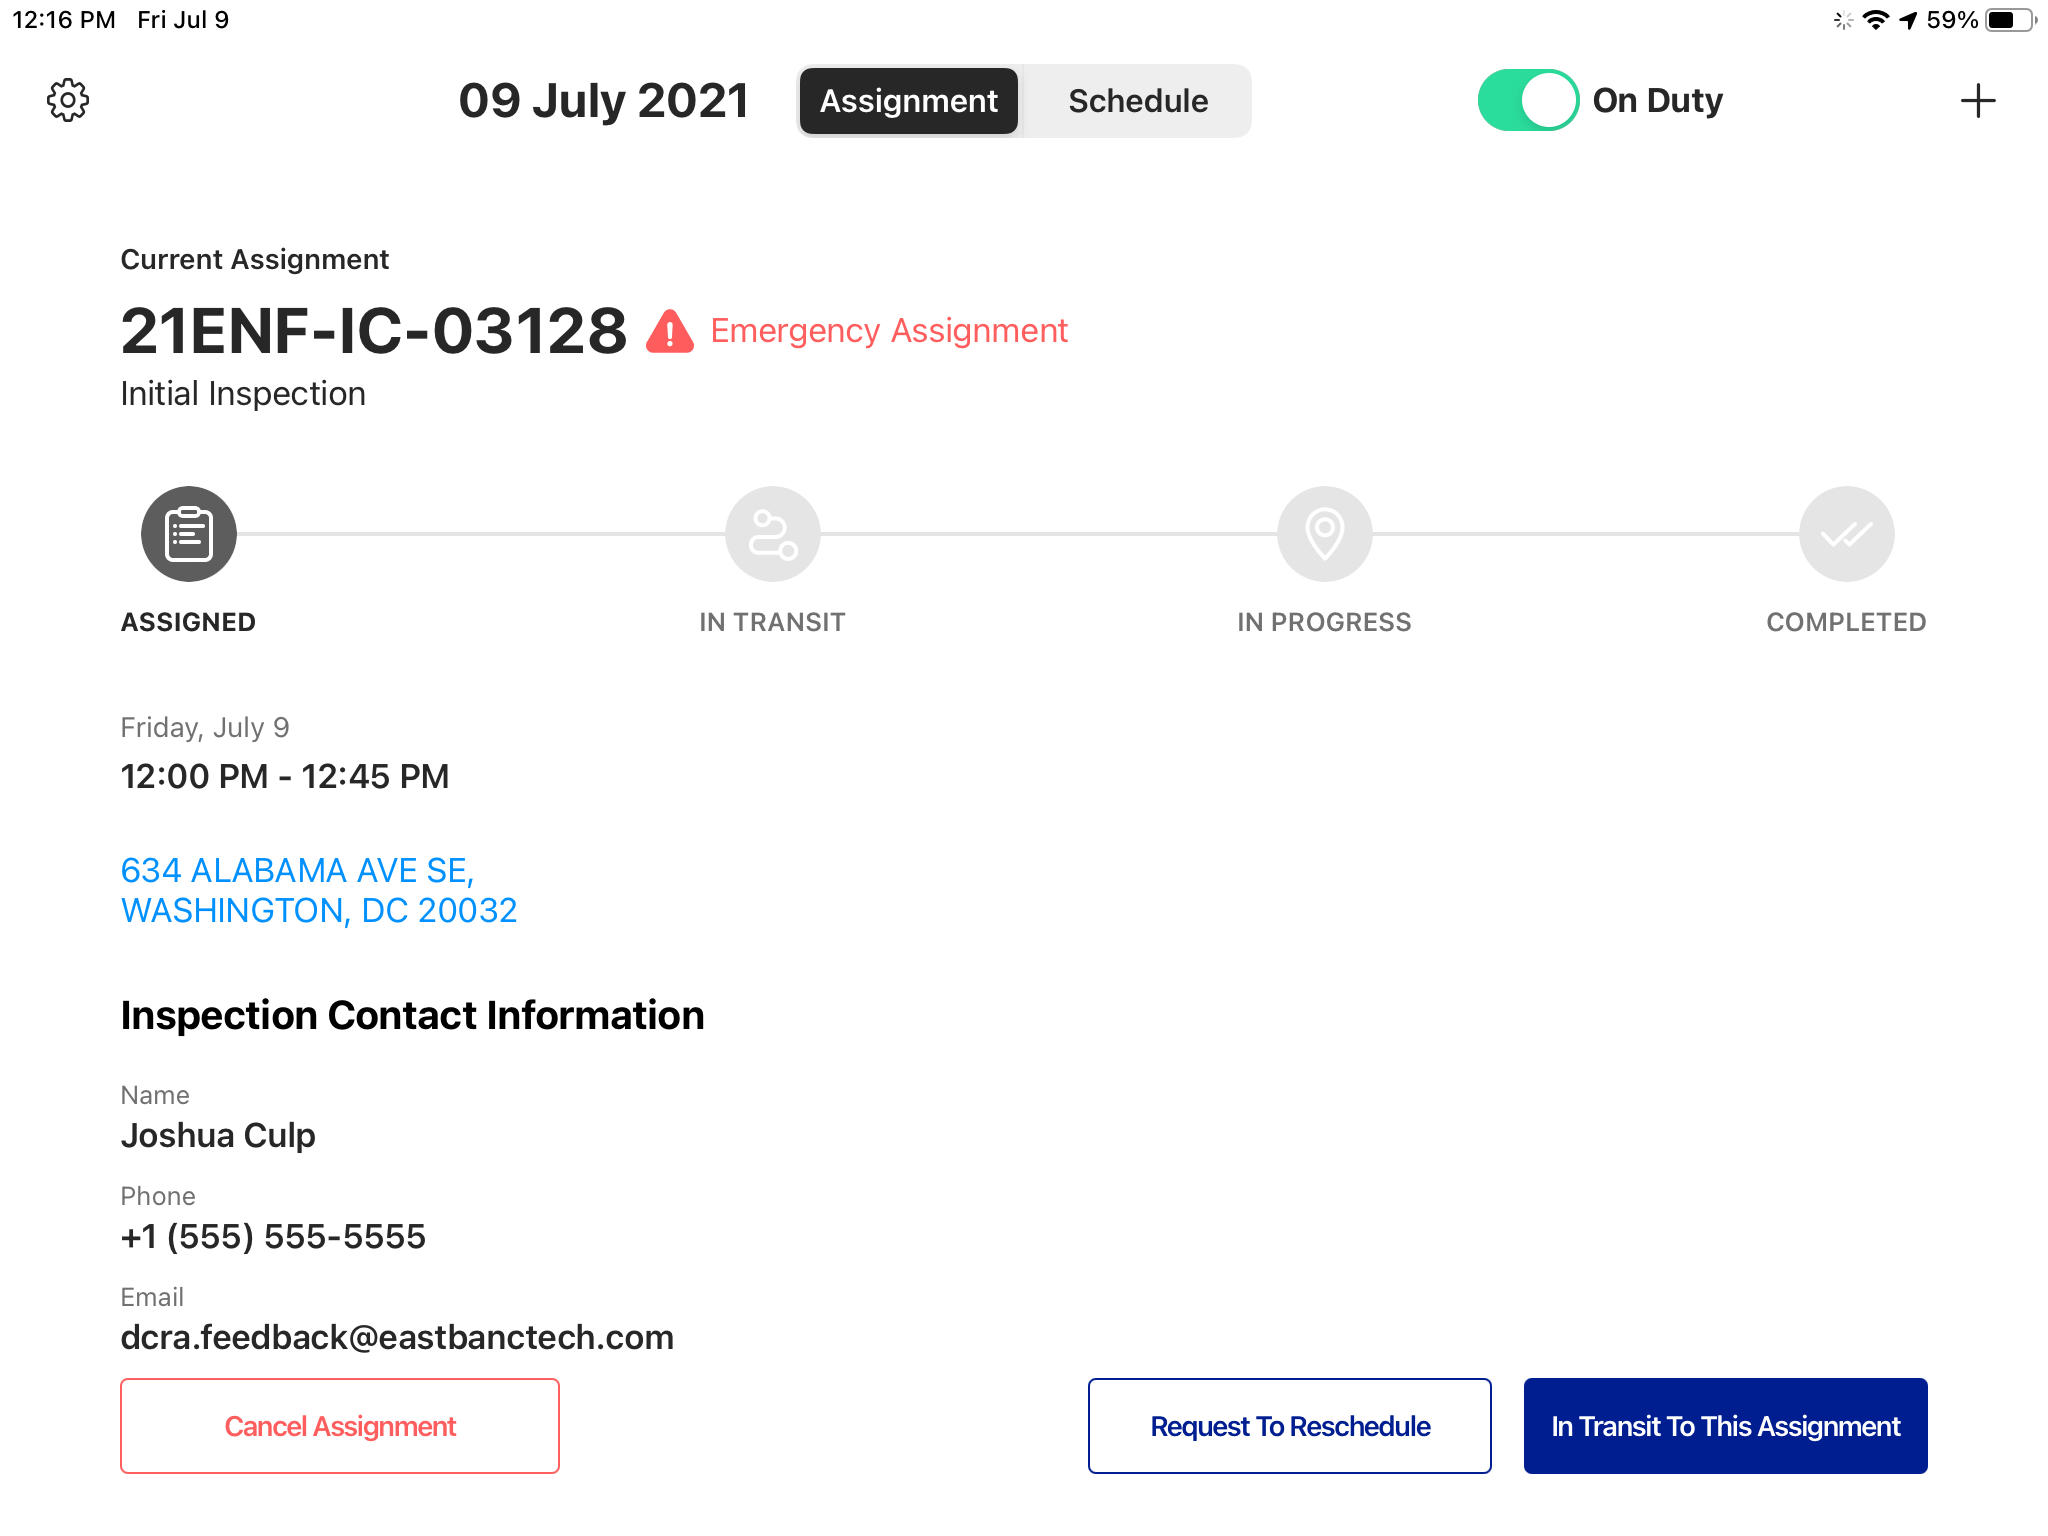 12:16 PM Fri Jul 9 59%
09 July 2021 Assignment Schedule On Duty
Current Assignment
21ENF-IC-03128 Emergency Assignment
Initial Inspection
ASSIGNED IN TRANSIT IN PROGRESS COMPLETED
Friday, July 9
12:00 PM - 12:45 PM
634 ALABAMA AVE SE,
WASHINGTON, DC 20032
Inspection Contact Information
Name
Joshua Culp
Phone
+1 (555) 555-5555
Email
dcra.feedback@eastbanctech.com
Cancel Assignment Request To Reschedule In Transit To This Assignment